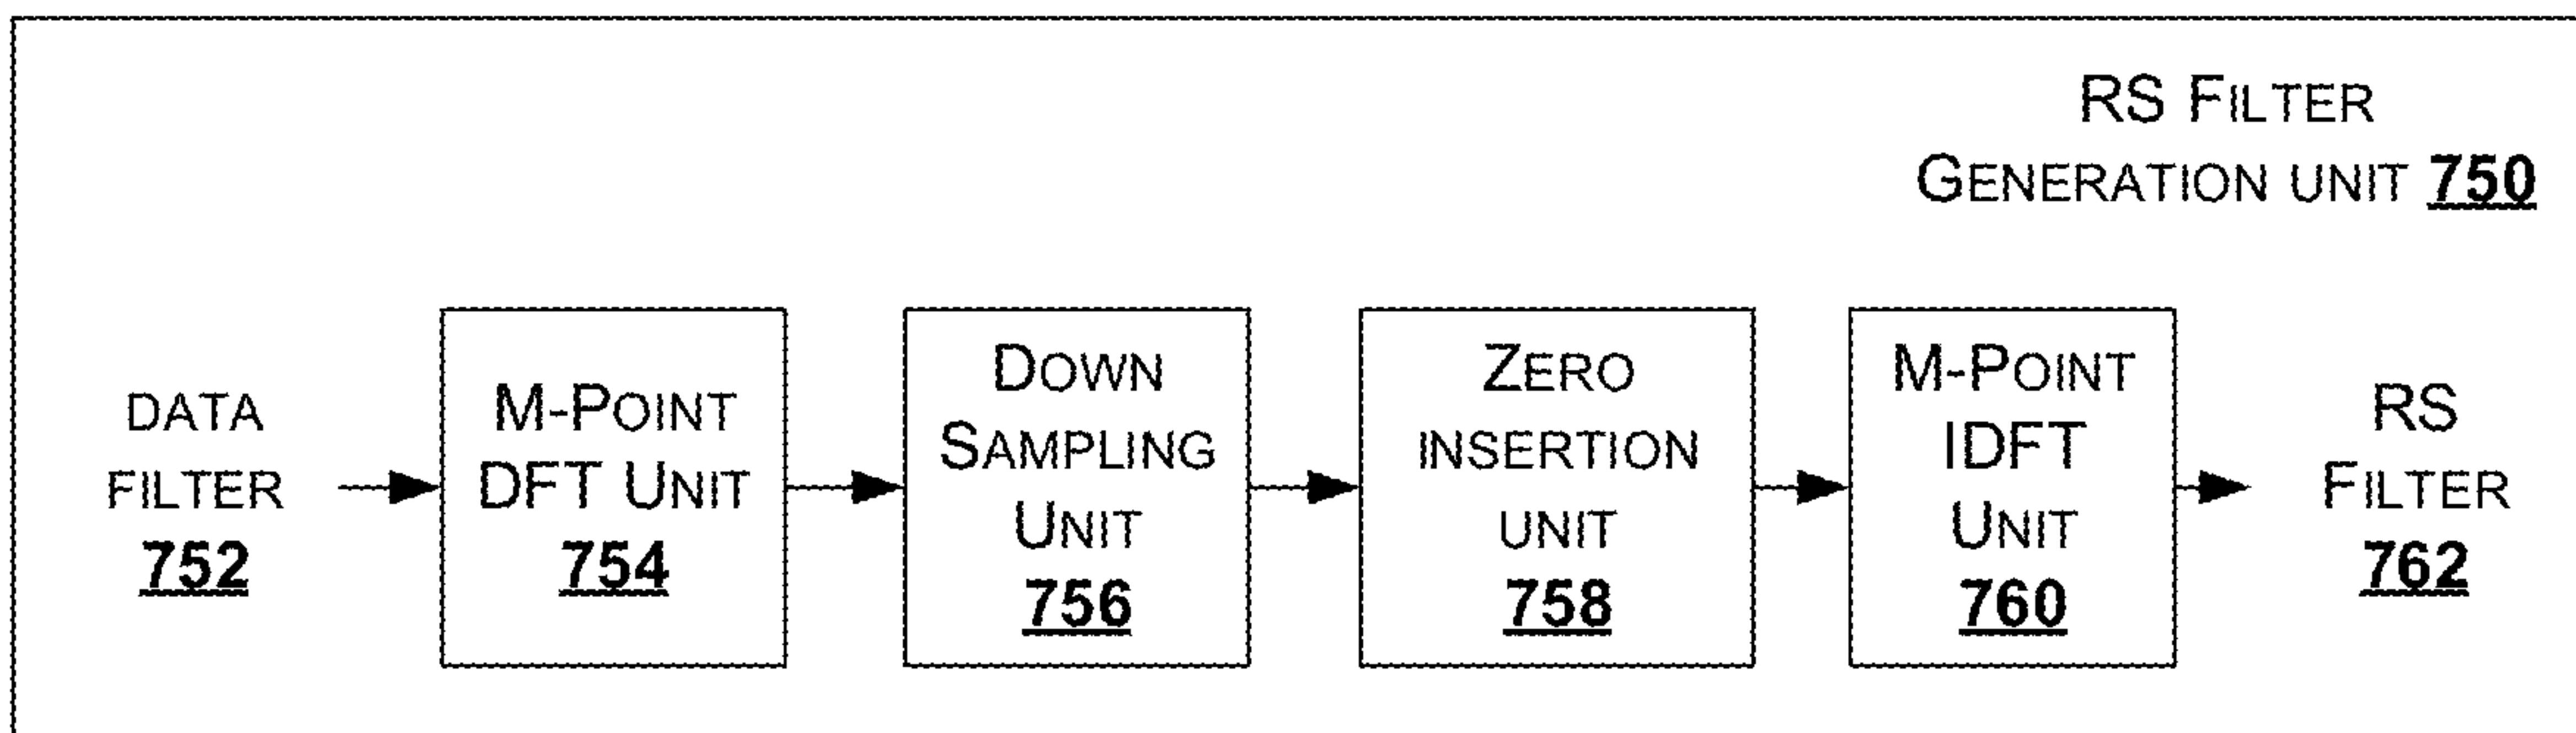 RS FILTER
GENERATION UNIT 750
DATA
FILTER
752
M-POINT
DFT UNIT
754
DOWN
SAMPLING
UNIT
756
ZERO
INSERTION
UNIT
758
M-POINT
IDFT
UNIT
760
RS
FILTER
762